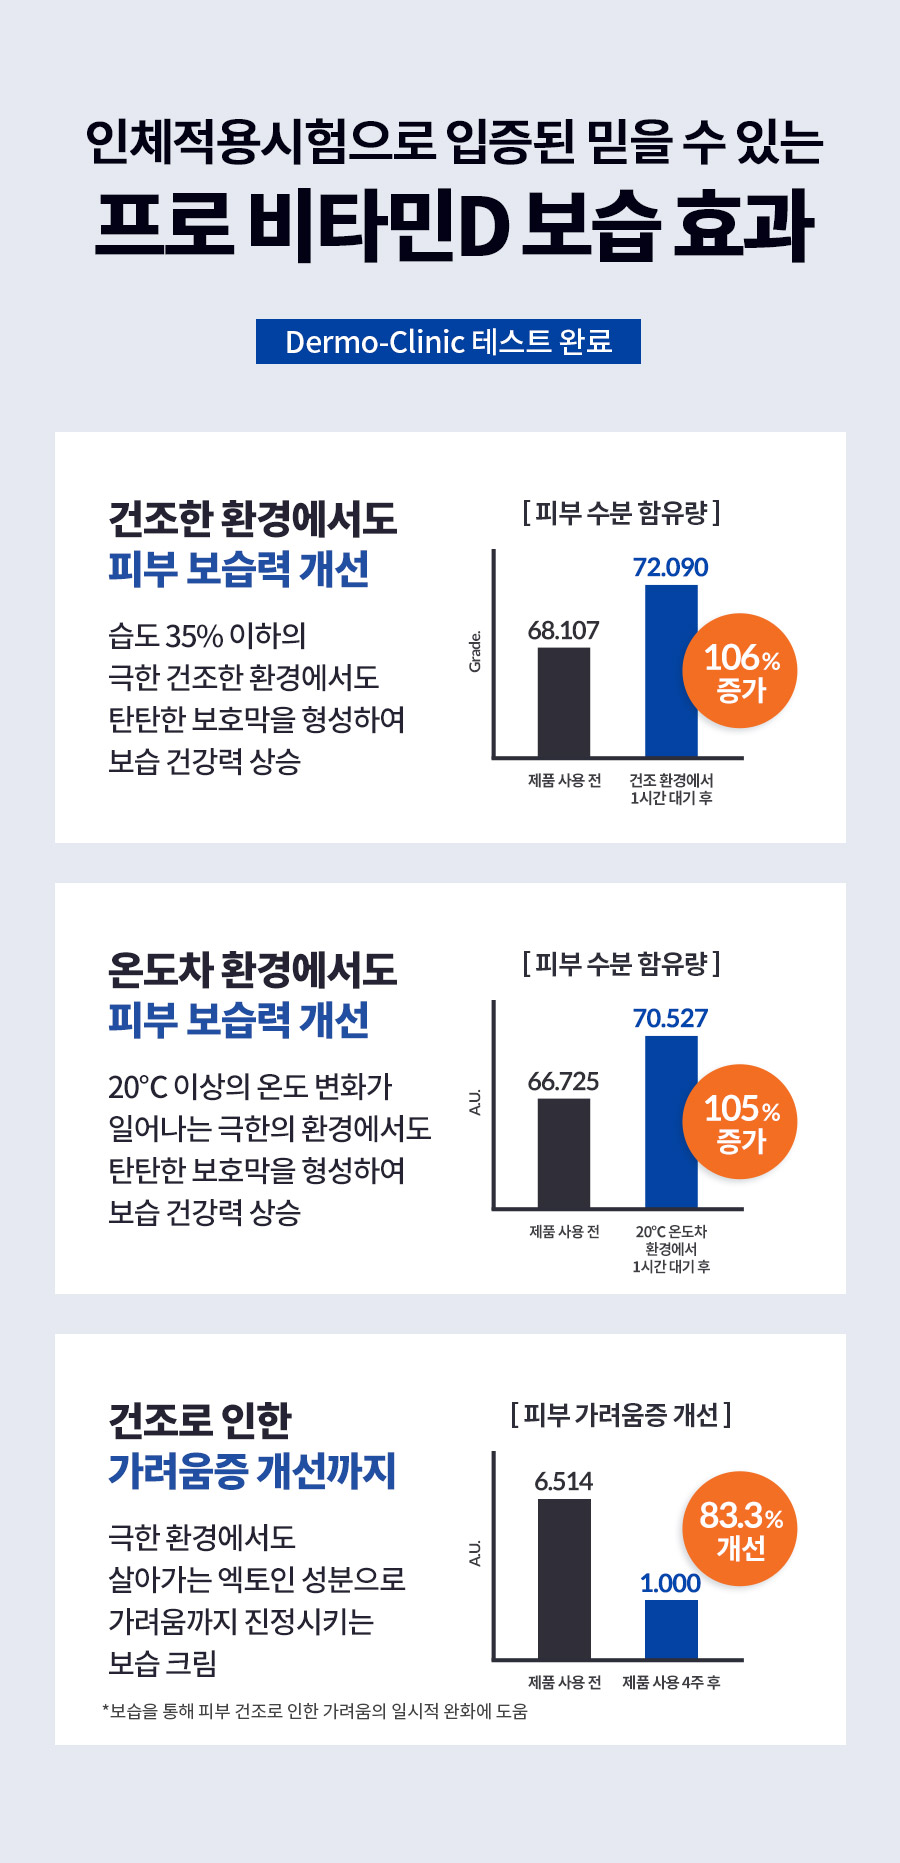 인체적용시험으로 입증된 믿을 수 있는
프로 비타민D 보습 효과
Dermo-Clinic 테스트 완료
건조한 환경에서도
피부 보습력 개선
습도 35% 이하의
극한 건조한 환경에서도
탄탄한 보호막을 형성하여
보습 건강력 상승
[ 피부 수분 함유량 ]
Grade.
68.107
72.090
106%
증가
제품 사용 전
건조 환경에서
1시간 대기 후
온도차 환경에서도
피부 보습력 개선
20°C 이상의 온도 변화가
일어나는 극한의 환경에서도
탄탄한 보호막을 형성하여
보습 건강력 상승
[ 피부 수분 함유량 ]
A.U.
66.725
70.527
105%
증가
제품 사용 전
20°C 온도차
환경에서
1시간 대기 후
건조로 인한
가려움증 개선까지
극한 환경에서도
살아가는 엑토인 성분으로
가려움까지 진정시키는
보습 크림
*보습을 통해 피부 건조로 인한 가려움의 일시적 완화에 도움
[ 피부 가려움증 개선 ]
A.U.
6.514
1.000
83.3%
개선
제품 사용 전
제품 사용 4주 후